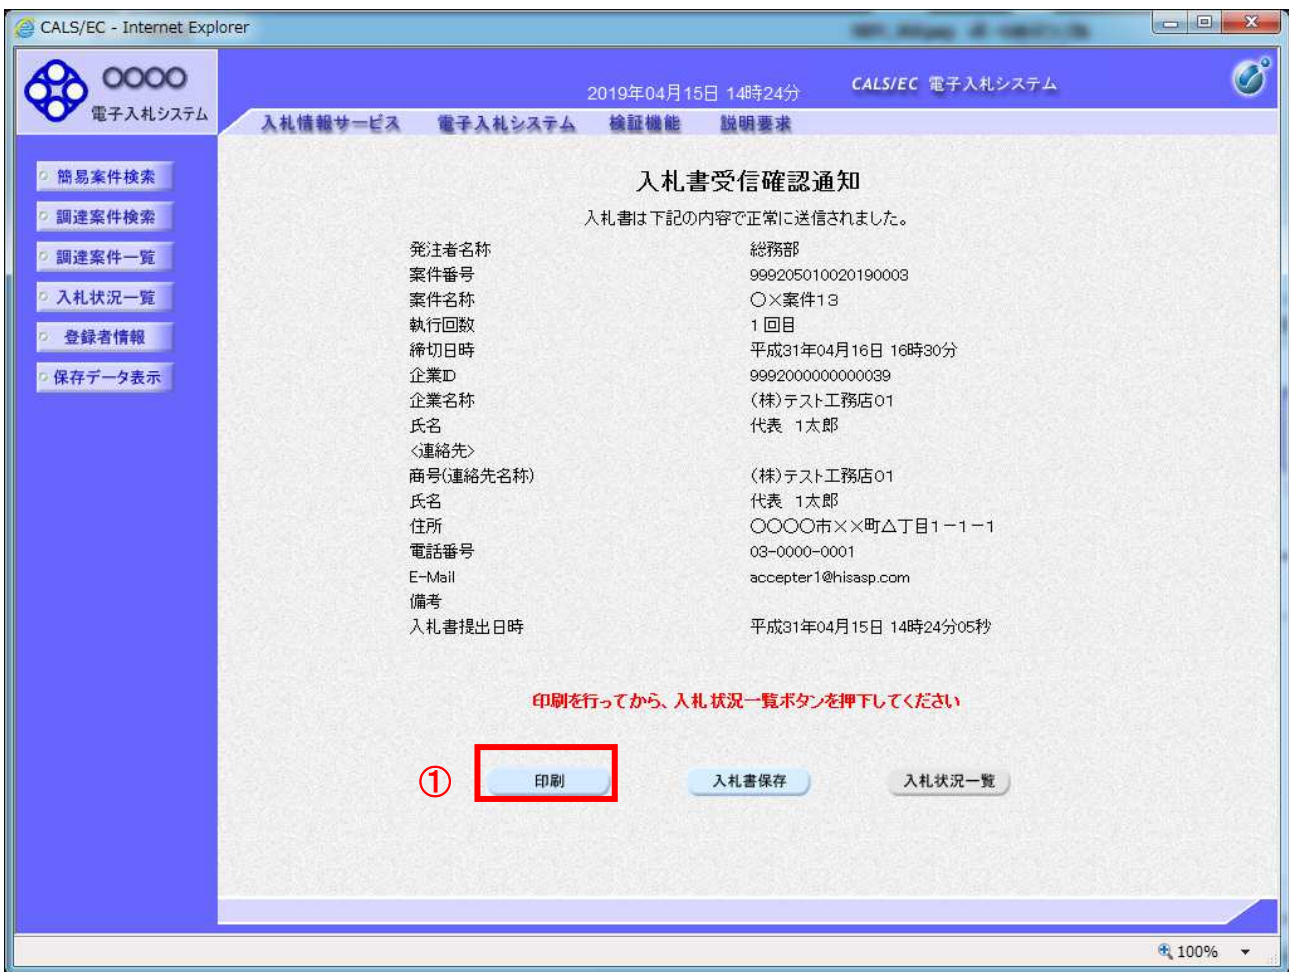 CALS/EC - Internet Explorer
OOOO
電子入札システム
2019年04月15日 14時24分
CALS/EC 電子入札システム
入札情報サービス 電子入札システム 検証機能 説明要求
簡易案件検索
調達案件検索
調達案件一覧
入札状況一覧
登録者情報
保存データ表示
入札書受信確認通知
入札書は下記の内容で正常に送信されました。
発注者名称 総務部
案件番号 999205010020190003
案件名称 ○×案件13
執行回数 1回目
締切日時 平成31年04月16日 16時30分
企業ID 9992000000000039
企業名称 (株)テスト工務店01
氏名 代表 1太郎
<連絡先>
商号(連絡先名称) (株)テスト工務店01
氏名 代表 1太郎
住所 ○○○○市××町△丁目1-1-1
電話番号 03-0000-0001
E-Mail accepter1@hisasp.com
備考
入札書提出日時 平成31年04月15日 14時24分05秒
印刷を行ってから、入札状況一覧ボタンを押下してください
① 印刷 入札書保存 入札状況一覧
100%